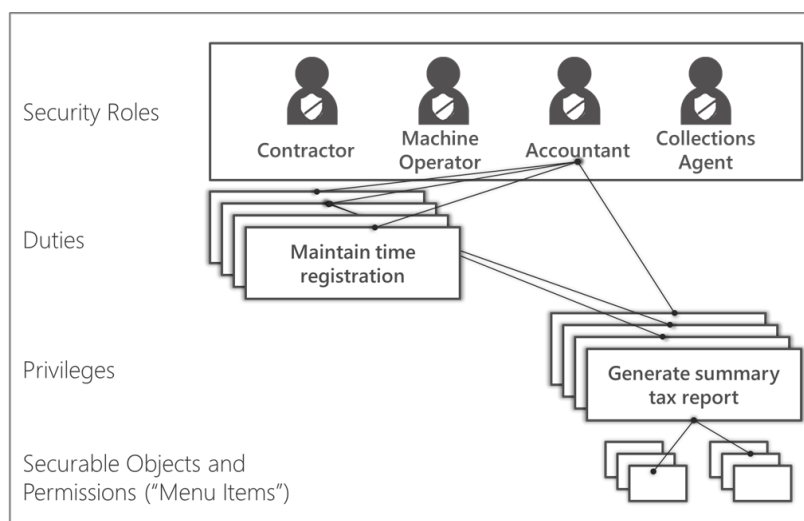 Security Roles
Contractor
Machine
Operator
Accountant
Collections
Agent
Duties
Maintain time
registration
Privileges
Generate summary
tax report
Securable Objects and
Permissions (“Menu Items”)